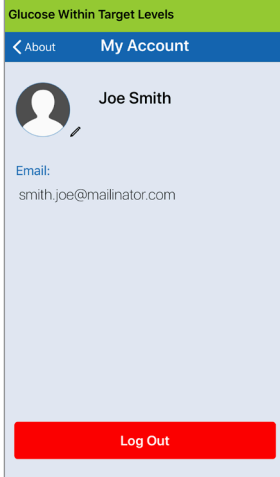 Glucose Within Target Levels
About My Account
Joe Smith
Email:
smith.joe@mailinator.com
Log Out